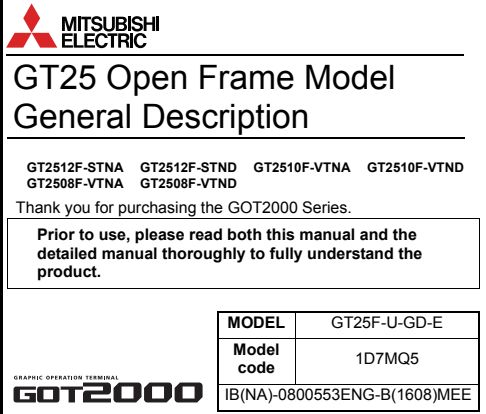 MITSUBISHI
ELECTRIC
GT25 Open Frame Model
General Description
GT2512F-STNA GT2512F-STND GT2510F-VTNA GT2510F-VTND
GT2508F-VTNA GT2508F-VTND
Thank you for purchasing the GOT2000 Series.
Prior to use, please read both this manual and the
detailed manual thoroughly to fully understand the
product.
MODEL GT25F-U-GD-E
Model
code 1D7MQ5
IB(NA)-0800553ENG-B(1608)MEE
GRAPHIC OPERATION TERMINAL
GOT2000